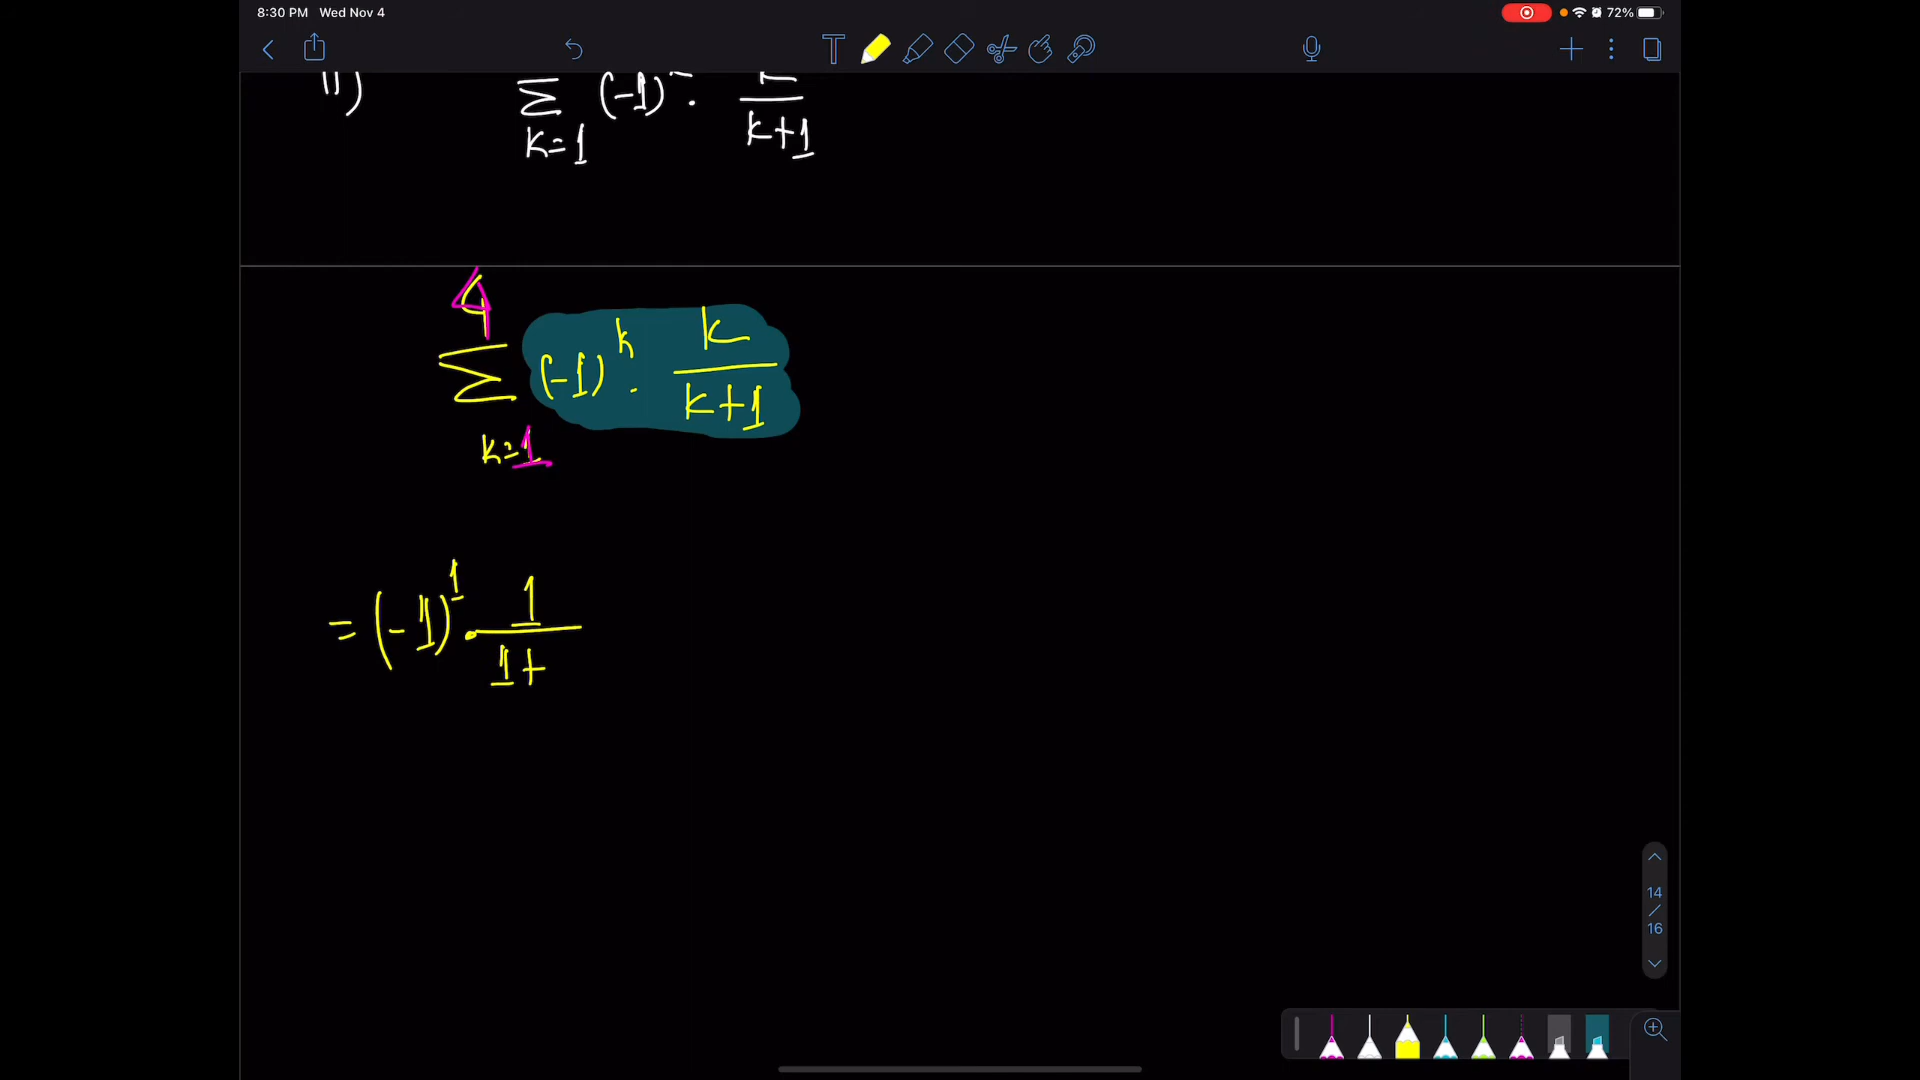 8:30 PM Wed Nov 4 72%
11) ∑ (-1) · k/(k+1)
k=1
4
∑ (-1)^k · k/(k+1)
k=1
= (-1)^1 · 1/(1+
14
/
16